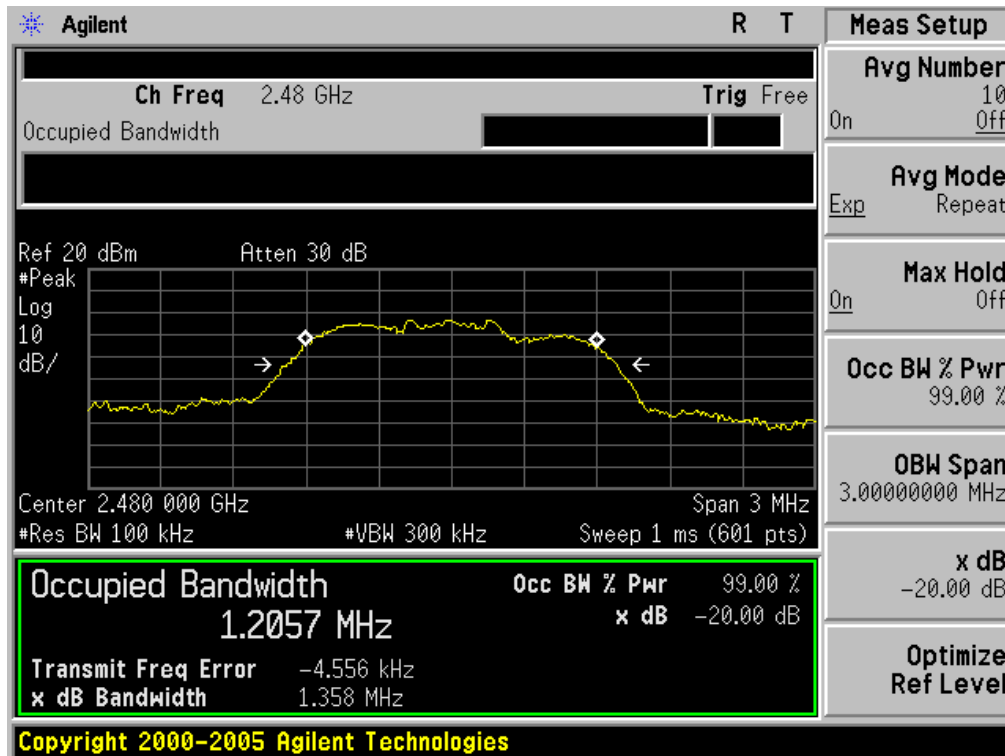 Agilent R T
Ch Freq 2.48 GHz Trig Free
Occupied Bandwidth
Ref 20 dBm Atten 30 dB
#Peak
Log
10
dB/
Center 2.480 000 GHz Span 3 MHz
#Res BW 100 kHz #VBW 300 kHz Sweep 1 ms (601 pts)
Occupied Bandwidth Occ BW % Pwr 99.00 %
1.2057 MHz x dB -20.00 dB
Transmit Freq Error -4.556 kHz
x dB Bandwidth 1.358 MHz
Copyright 2000-2005 Agilent Technologies
Meas Setup
Avg Number
10
On Off
Avg Mode
Exp Repeat
Max Hold
On Off
Occ BW % Pwr
99.00 %
OBW Span
3.00000000 MHz
x dB
-20.00 dB
Optimize
Ref Level